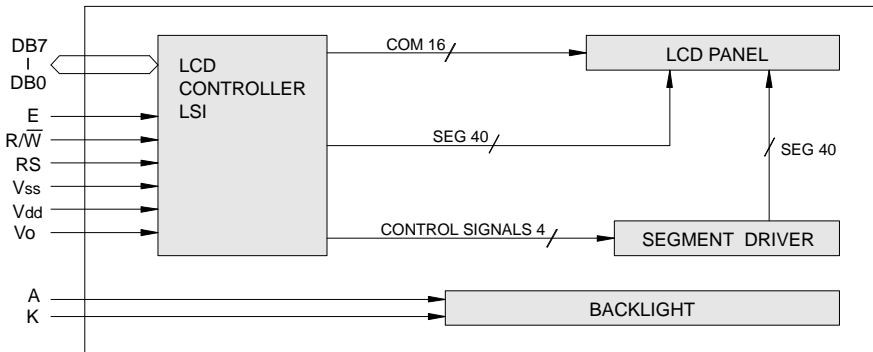 DB7
DB0
E
R/W̅
RS
Vss
Vdd
Vo
A
K
LCD
CONTROLLER
LSI
COM 16
SEG 40
CONTROL SIGNALS 4
LCD PANEL
SEG 40
SEGMENT DRIVER
BACKLIGHT